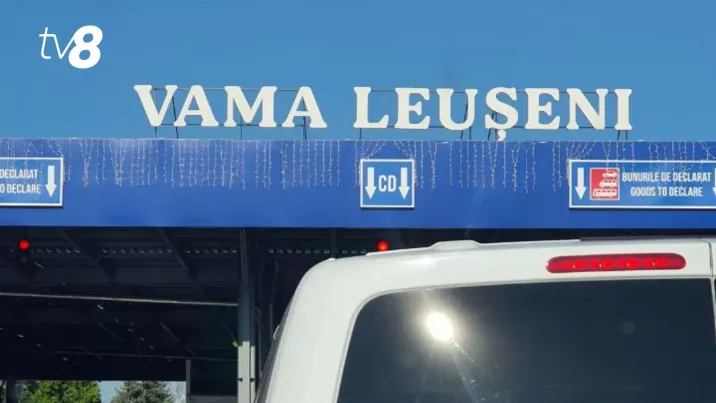 tv8
VAMA LEUȘENI
DECLARAT
TO DECLARE
CD
BUNURILE DE DECLARAT
GOODS TO DECLARE